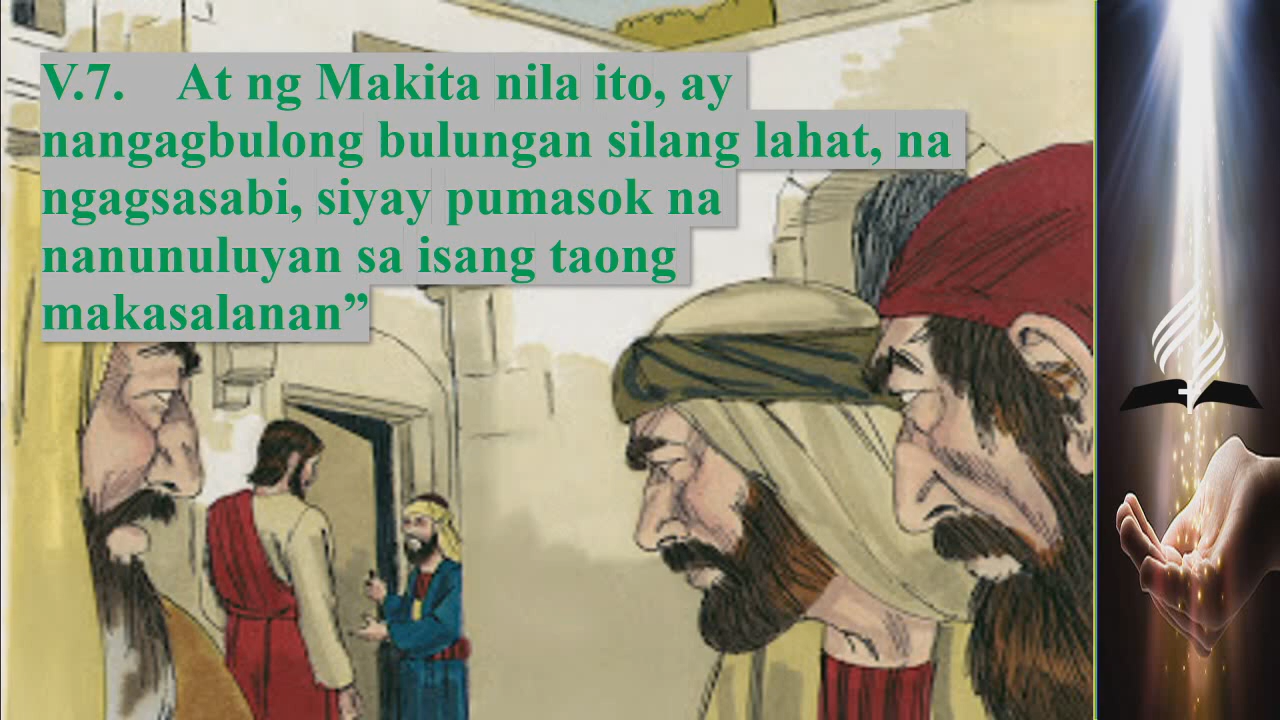 V.7. At ng Makita nila ito, ay
nangagbulong bulungan silang lahat, na
ngagsasabi, siyay pumasok na
nanunuluyan sa isang taong
makasalanan”